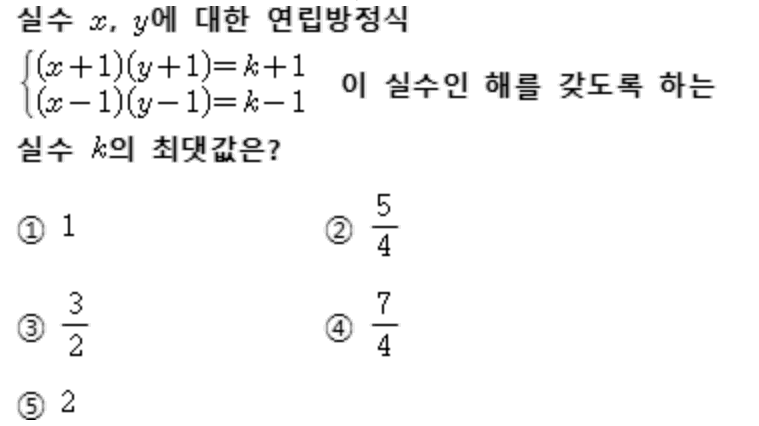 실수 x, y에 대한 연립방정식
{(x+1)(y+1)=k+1
(x-1)(y-1)=k-1 이 실수인 해를 갖도록 하는
실수 k의 최댓값은?
① 1 ② 5/4
③ 3/2 ④ 7/4
⑤ 2